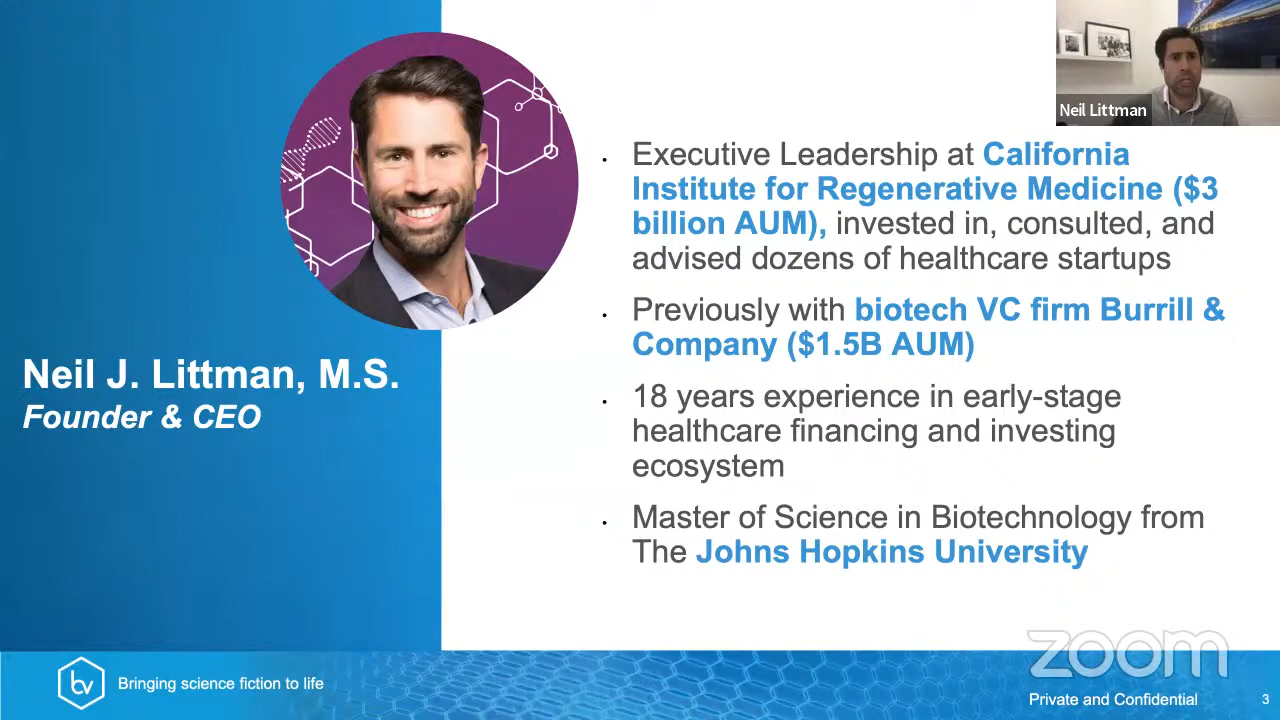 Neil Littman
Executive Leadership at California
Institute for Regenerative Medicine ($3
billion AUM), invested in, consulted, and
advised dozens of healthcare startups
Previously with biotech VC firm Burrill &
Company ($1.5B AUM)
18 years experience in early-stage
healthcare financing and investing
ecosystem
Master of Science in Biotechnology from
The Johns Hopkins University
Neil J. Littman, M.S.
Founder & CEO
bv
Bringing science fiction to life
zoom
Private and Confidential
3